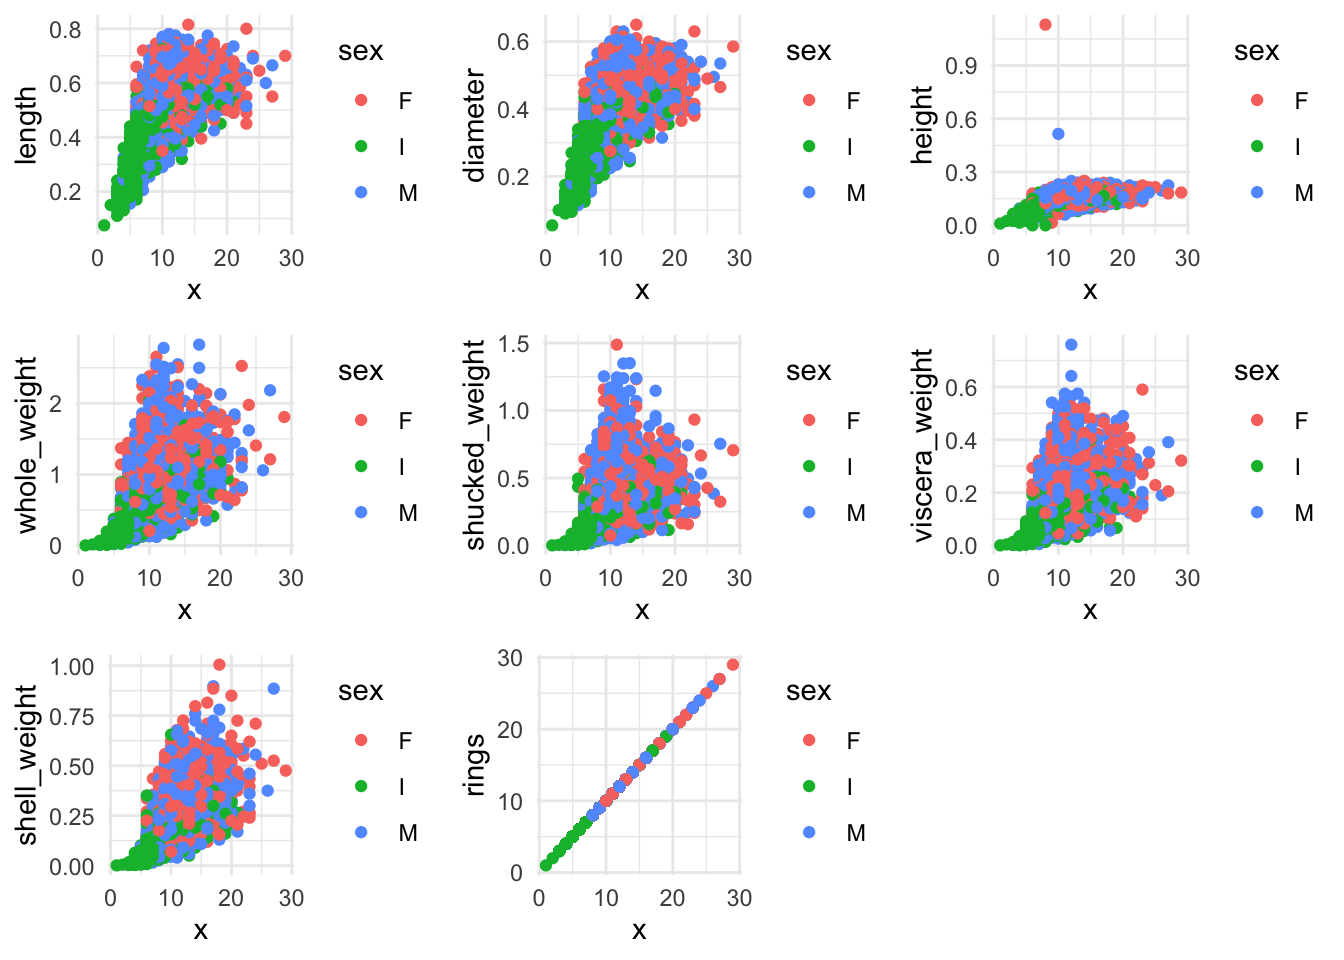 length
0.8
0.6
0.4
0.2
0 10 20 30
x
sex
F
I
M
diameter
0.6
0.4
0.2
0 10 20 30
x
sex
F
I
M
height
0.9
0.6
0.3
0.0
0 10 20 30
x
sex
F
I
M
whole_weight
2
1
0
0 10 20 30
x
sex
F
I
M
shucked_weight
1.5
1.0
0.5
0.0
0 10 20 30
x
sex
F
I
M
viscera_weight
0.6
0.4
0.2
0.0
0 10 20 30
x
sex
F
I
M
shell_weight
1.00
0.75
0.50
0.25
0.00
0 10 20 30
x
sex
F
I
M
rings
30
20
10
0
0 10 20 30
x
sex
F
I
M